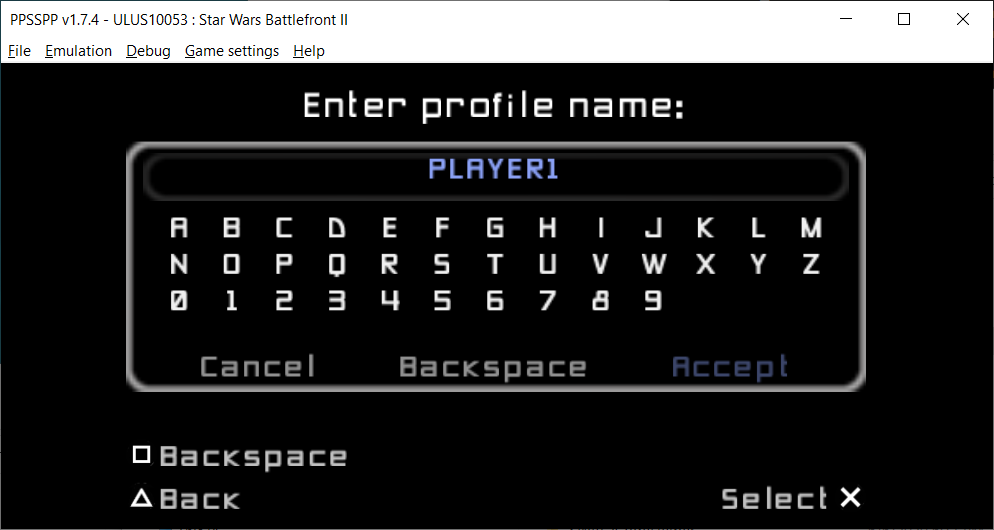 PPSSPP v1.7.4 - ULUS10053 : Star Wars Battlefront II
File Emulation Debug Game settings Help
Enter profile name:
PLAYER1
A B C D E F G H I J K L M
N O P Q R S T U V W X Y Z
0 1 2 3 4 5 6 7 8 9
Cancel Backspace Accept
Backspace
Back Select